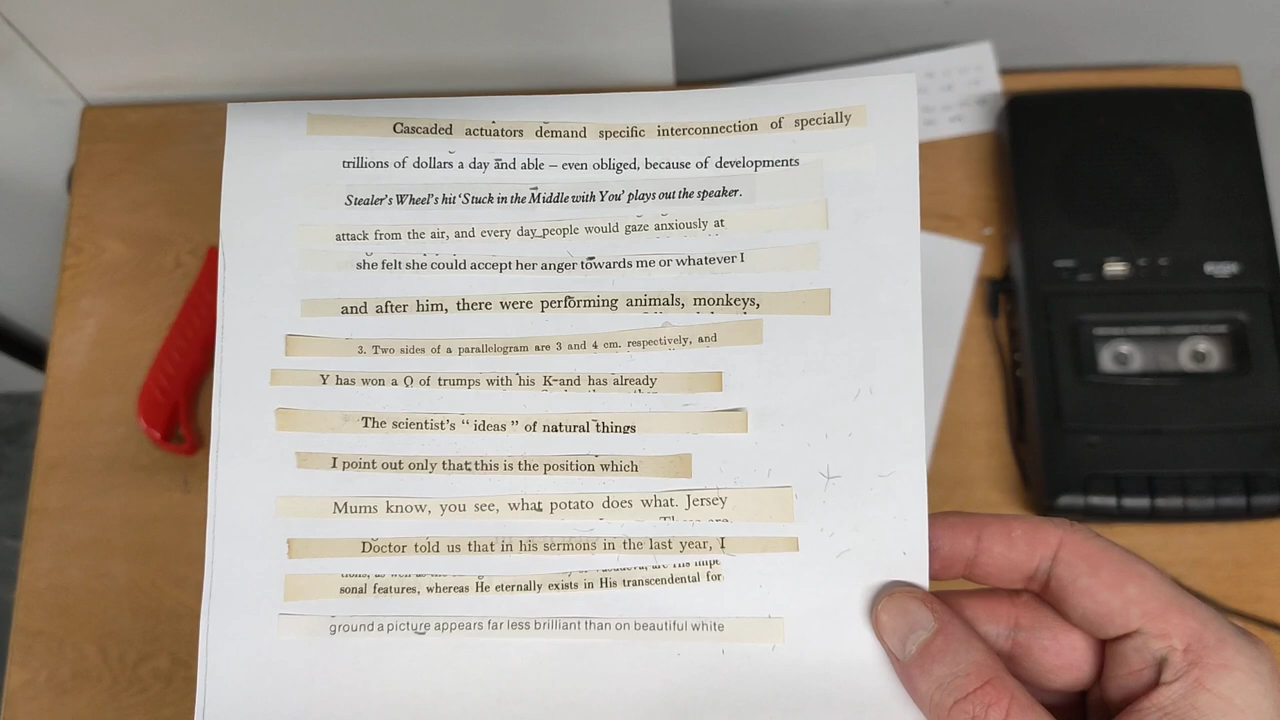 Cascaded actuators demand specific interconnection of specially
trillions of dollars a day and able – even obliged, because of developments
Stealer's Wheel's hit 'Stuck in the Middle with You' plays out the speaker.
attack from the air, and every day people would gaze anxiously at
she felt she could accept her anger towards me or whatever I
and after him, there were performing animals, monkeys,
3. Two sides of a parallelogram are 3 and 4 cm. respectively, and
Y has won a Q of trumps with his K-and has already
The scientist's “ ideas ” of natural things
I point out only that this is the position which
Mums know, you see, what potato does what. Jersey
Doctor told us that in his sermons in the last year, I
sonal features, whereas He eternally exists in His transcendental for
ground a picture appears far less brilliant than on beautiful white